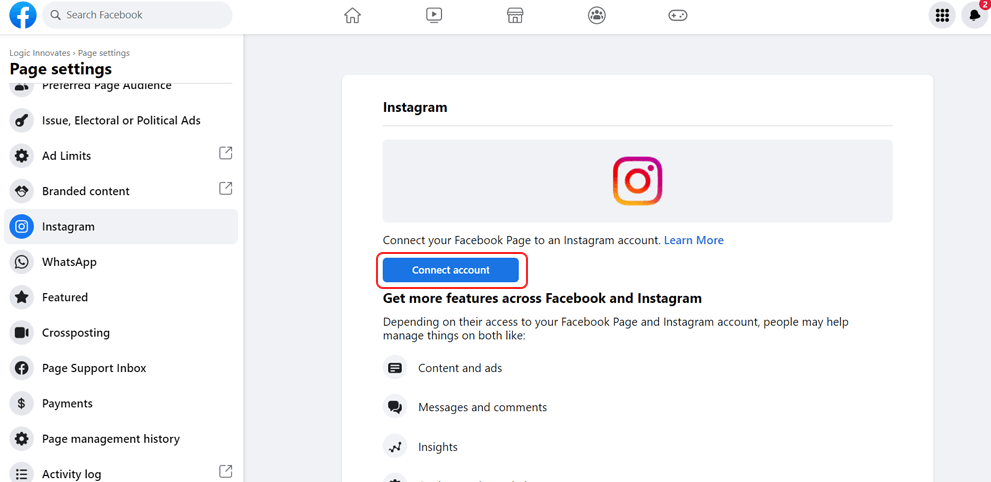 Search Facebook
2
Logic Innovates › Page settings
Page settings
Preferred Page Audience
Issue, Electoral or Political Ads
Ad Limits
Branded content
Instagram
WhatsApp
Featured
Crossposting
Page Support Inbox
Payments
Page management history
Activity log
Instagram
Connect your Facebook Page to an Instagram account. Learn More
Connect account
Get more features across Facebook and Instagram
Depending on their access to your Facebook Page and Instagram account, people may help
manage things on both like:
Content and ads
Messages and comments
Insights